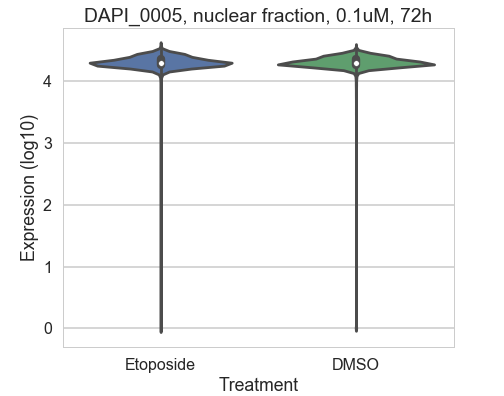 DAPI_0005, nuclear fraction, 0.1uM, 72h
Expression (log10)
4
3
2
1
0
Etoposide
DMSO
Treatment